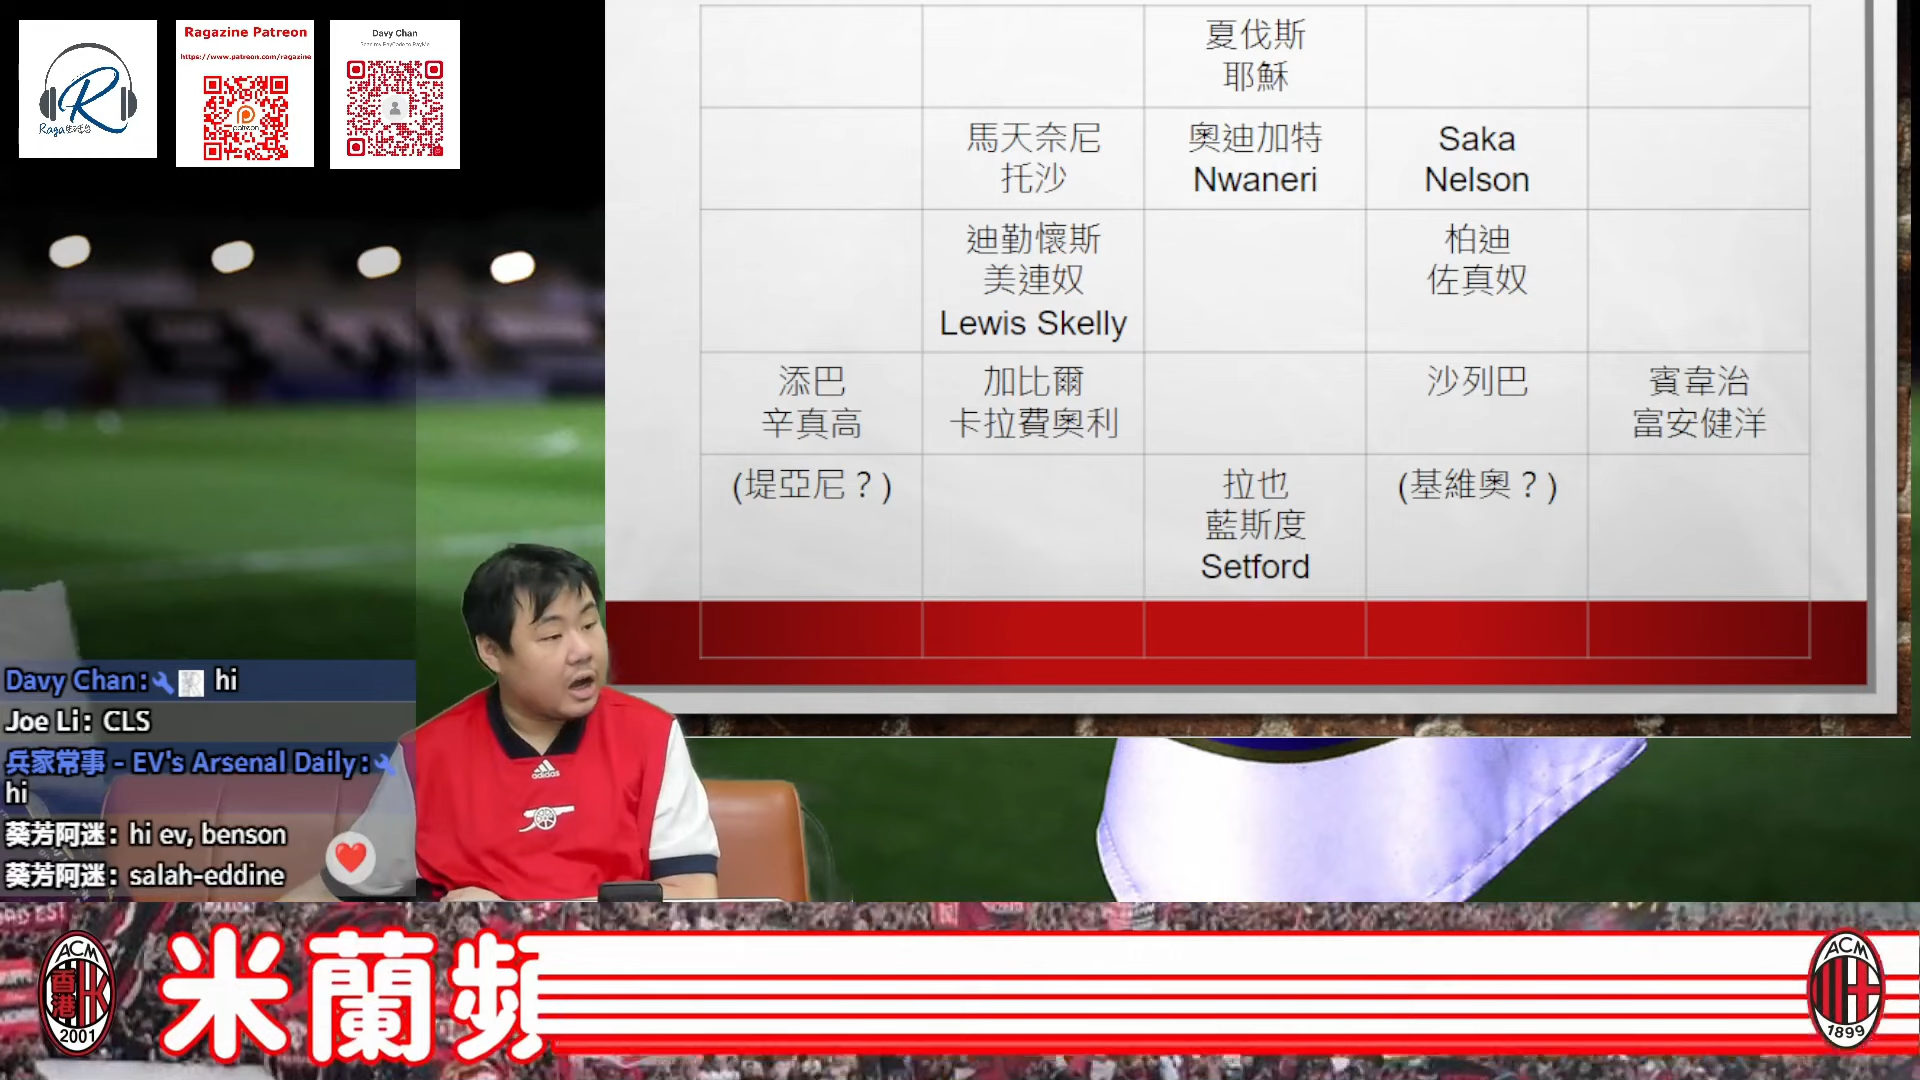 Ragazine Patreon
https://www.patreon.com/ragazine
patreon
Davy Chan
R
夏伐斯
耶穌
馬天奈尼
托沙
奧迪加特
Nwaneri
Saka
Nelson
迪勤懷斯
美連奴
Lewis Skelly
柏迪
佐真奴
添巴
辛真高
加比爾
卡拉費奧利
沙列巴
賓韋治
富安健洋
(堤亞尼？)
拉也
藍斯度
Setford
(基維奧？)
Davy Chan: hi
Joe Li: CLS
兵家常事 - EV's Arsenal Daily:
hi
葵芳阿迷: hi ev, benson
葵芳阿迷: salah-eddine
adidas
ACM
香港
2001
米蘭頻
ACM
1899